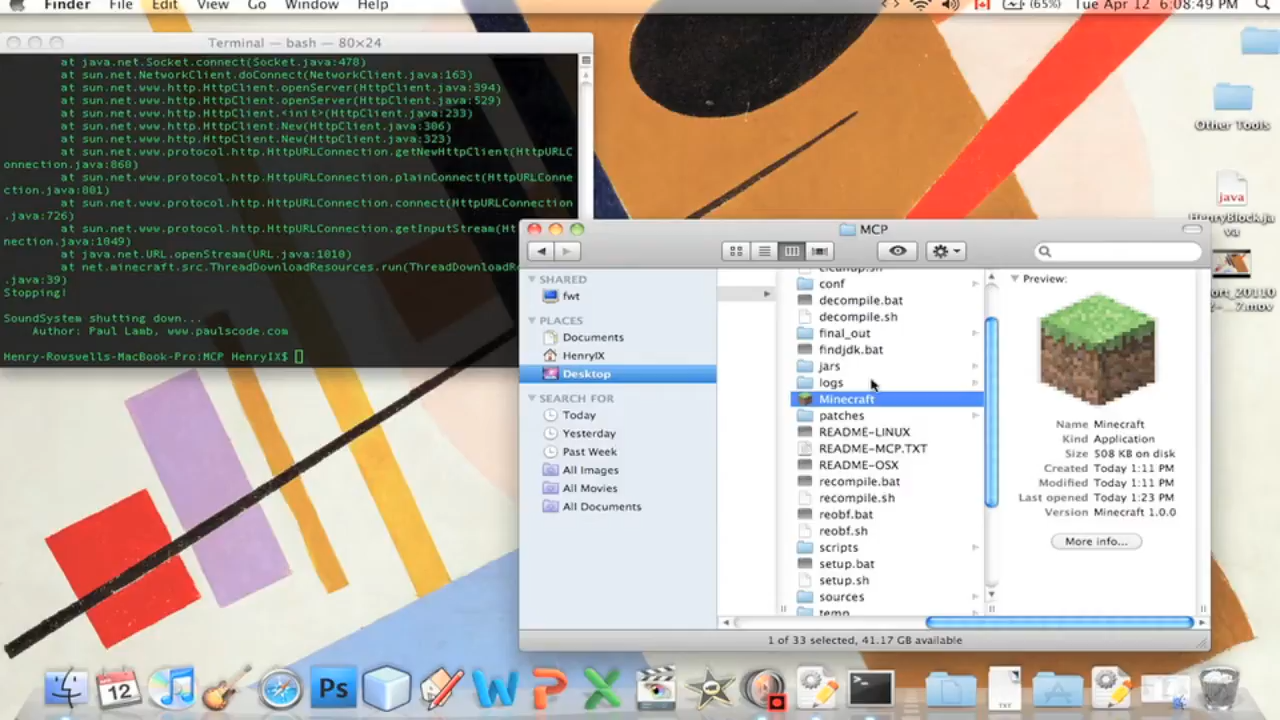 Finder File Edit View Go Window Help
(65%) Tue Apr 12 6:08:49 PM
Terminal — bash — 80×24
at java.net.Socket.connect(Socket.java:478)
at sun.net.NetworkClient.doConnect(NetworkClient.java:163)
at sun.net.www.http.HttpClient.openServer(HttpClient.java:394)
at sun.net.www.http.HttpClient.openServer(HttpClient.java:529)
at sun.net.www.http.HttpClient.<init>(HttpClient.java:233)
at sun.net.www.http.HttpClient.New(HttpClient.java:306)
at sun.net.www.http.HttpClient.New(HttpClient.java:323)
at sun.net.www.protocol.http.HttpURLConnection.getNewHttpClient(HttpURLC
onnection.java:860)
at sun.net.www.protocol.http.HttpURLConnection.plainConnect(HttpURLConne
ction.java:801)
at sun.net.www.protocol.http.HttpURLConnection.connect(HttpURLConnection
.java:726)
at sun.net.www.protocol.http.HttpURLConnection.getInputStream(Ht
nnection.java:1049)
at java.net.URL.openStream(URL.java:1010)
at net.minecraft.src.ThreadDownloadResources.run(ThreadDownloadR
.java:39)
Stopping!
SoundSystem shutting down...
Author: Paul Lamb, www.paulscode.com
Henry-Rovswells-MacBook-Pro:MCP HenryIX$
Other Tools
java
HenryBlock.ja
va
MCP
SHARED
fwt
PLACES
Documents
HenryIX
Desktop
SEARCH FOR
Today
Yesterday
Past Week
All Images
All Movies
All Documents
cleanup.sh
conf
decompile.bat
decompile.sh
final_out
findjdk.bat
jars
logs
Minecraft
patches
README-LINUX
README-MCP.TXT
README-OSX
recompile.bat
recompile.sh
reobf.bat
reobf.sh
scripts
setup.bat
setup.sh
sources
temp
Preview:
Name Minecraft
Kind Application
Size 508 KB on disk
Created Today 1:11 PM
Modified Today 1:11 PM
Last opened Today 1:23 PM
Version Minecraft 1.0.0
More info...
1 of 33 selected, 41.17 GB available
12
Ps
TXT